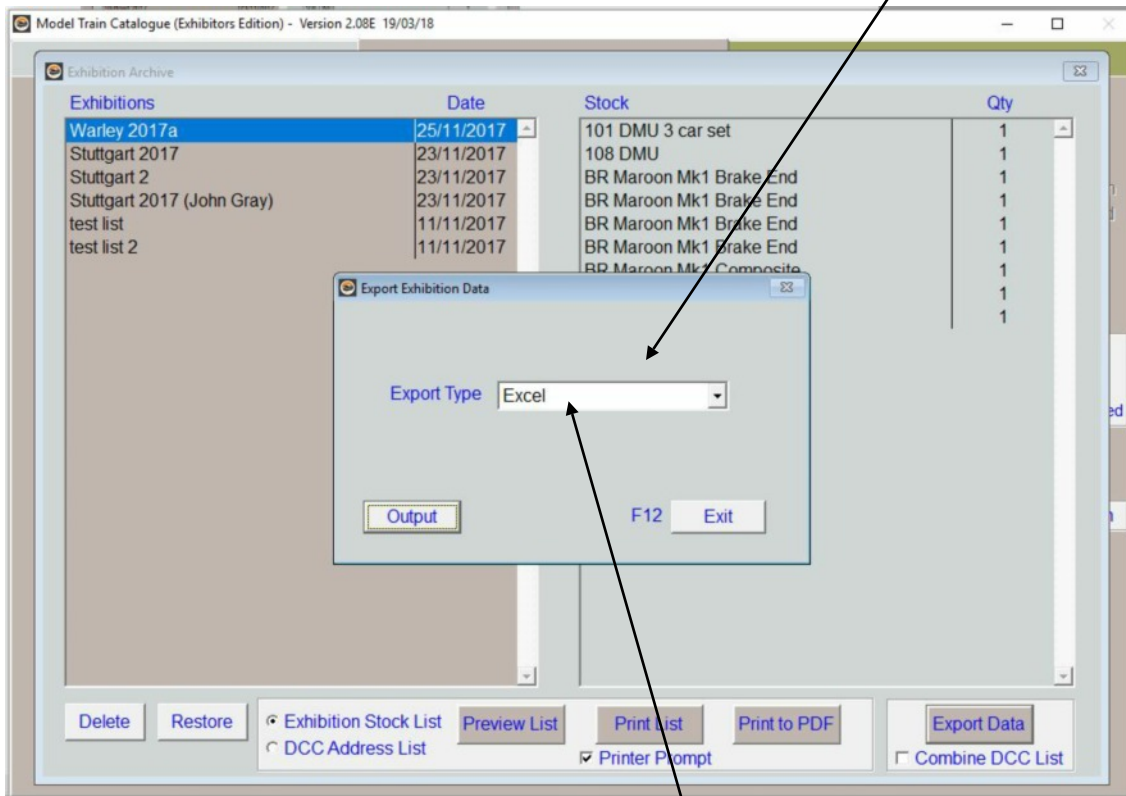 Model Train Catalogue (Exhibitors Edition) - Version 2.08E 19/03/18
Exhibition Archive
Exhibitions Date Stock Qty
Warley 2017a 25/11/2017 101 DMU 3 car set 1
Stuttgart 2017 23/11/2017 108 DMU 1
Stuttgart 2 23/11/2017 BR Maroon Mk1 Brake End 1
Stuttgart 2017 (John Gray) 23/11/2017 BR Maroon Mk1 Brake End 1
test list 11/11/2017 BR Maroon Mk1 Brake End 1
test list 2 11/11/2017 BR Maroon Mk1 Brake End 1
BR Maroon Mk1 Composite 1
1
1
Export Exhibition Data
Export Type Excel
Output F12 Exit
Delete Restore Exhibition Stock List Preview List Print List Print to PDF Export Data
DCC Address List Printer Prompt Combine DCC List